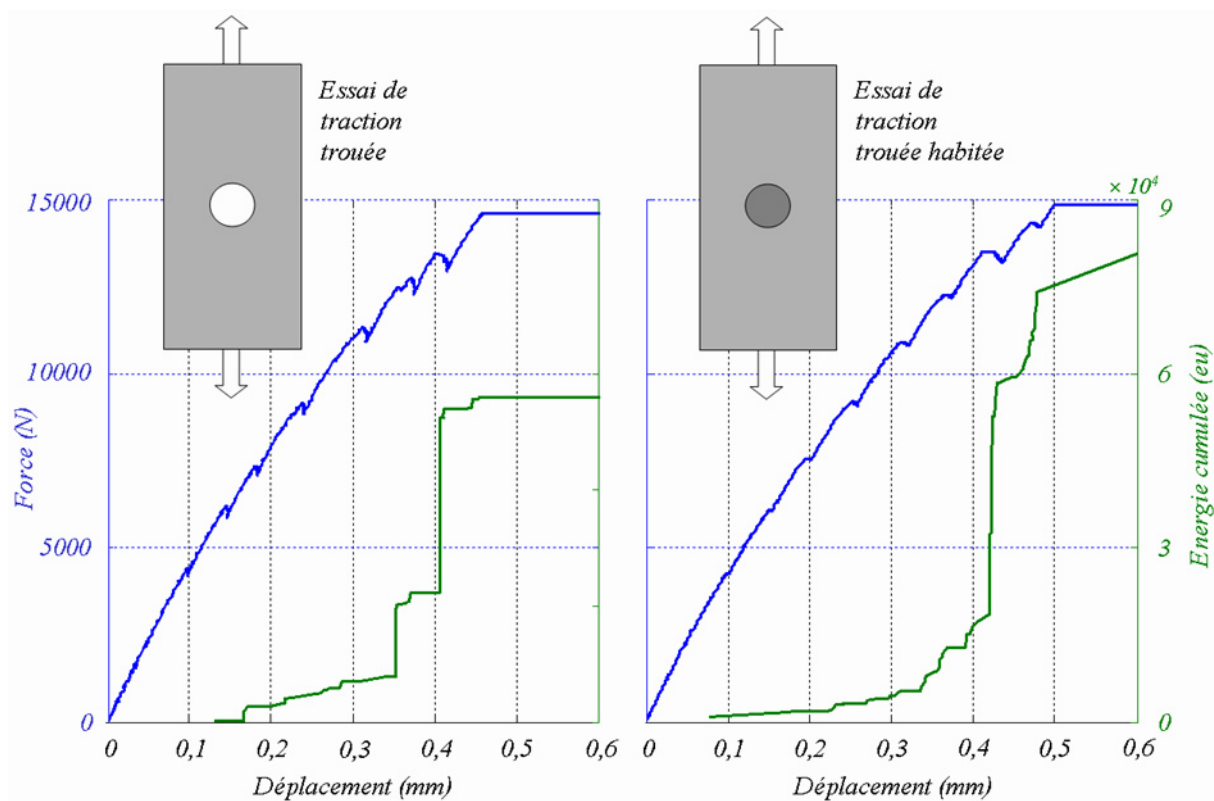 Essai de
traction
trouée
Essai de
traction
trouée habitée
15000
10000
5000
0
Force (N)
0 0,1 0,2 0,3 0,4 0,5 0,6
Déplacement (mm)
0 0,1 0,2 0,3 0,4 0,5 0,6
Déplacement (mm)
× 10⁴
9
6
3
0
Energie cumulée (eu)